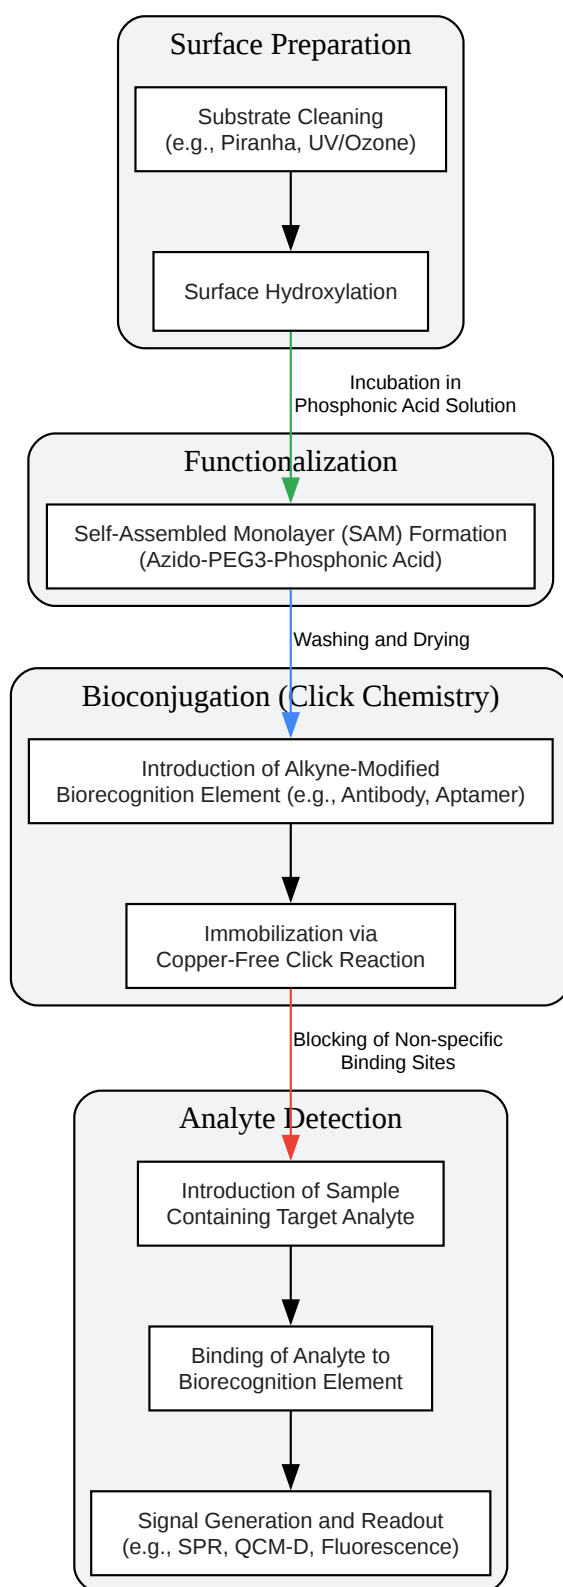 Surface Preparation
Substrate Cleaning
(e.g., Piranha, UV/Ozone)
Surface Hydroxylation
Incubation in
Phosphonic Acid Solution
Functionalization
Self-Assembled Monolayer (SAM) Formation
(Azido-PEG3-Phosphonic Acid)
Washing and Drying
Bioconjugation (Click Chemistry)
Introduction of Alkyne-Modified
Biorecognition Element (e.g., Antibody, Aptamer)
Immobilization via
Copper-Free Click Reaction
Blocking of Non-specific
Binding Sites
Analyte Detection
Introduction of Sample
Containing Target Analyte
Binding of Analyte to
Biorecognition Element
Signal Generation and Readout
(e.g., SPR, QCM-D, Fluorescence)